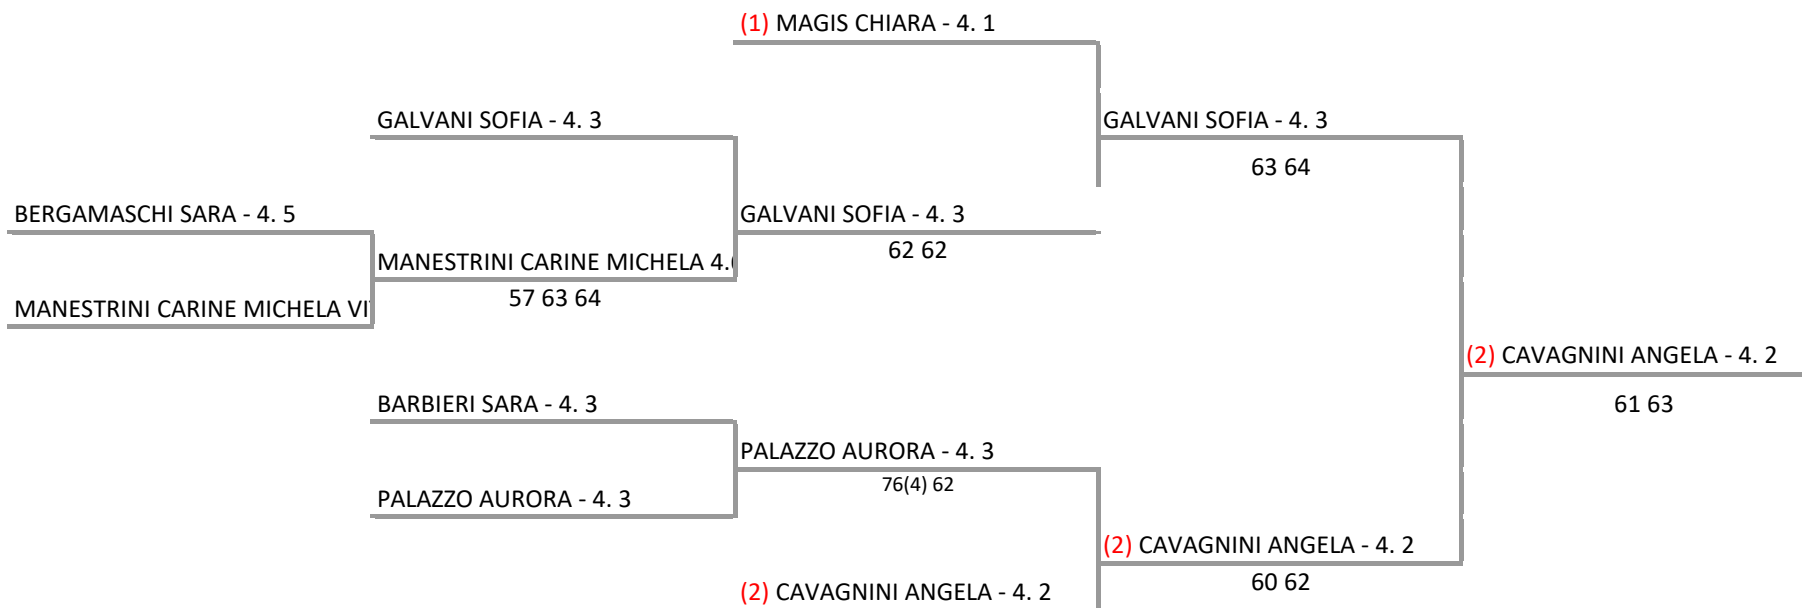 (1) MAGIS CHIARA - 4. 1
GALVANI SOFIA - 4. 3
GALVANI SOFIA - 4. 3
63 64
BERGAMASCHI SARA - 4. 5
GALVANI SOFIA - 4. 3
62 62
MANESTRINI CARINE MICHELA 4.
57 63 64
MANESTRINI CARINE MICHELA VI
(2) CAVAGNINI ANGELA - 4. 2
61 63
BARBIERI SARA - 4. 3
PALAZZO AURORA - 4. 3
76(4) 62
PALAZZO AURORA - 4. 3
(2) CAVAGNINI ANGELA - 4. 2
60 62
(2) CAVAGNINI ANGELA - 4. 2